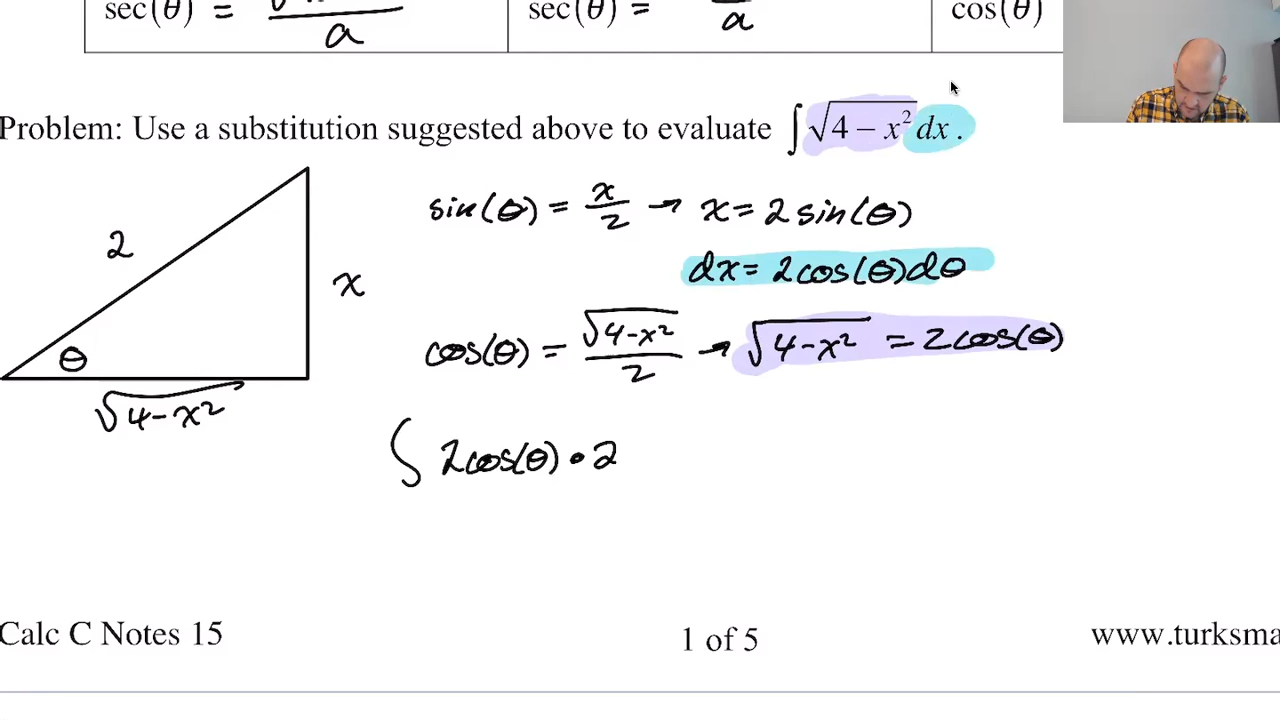 sec(θ) = a
sec(θ) = a
cos(θ)
Problem: Use a substitution suggested above to evaluate ∫ √(4 – x²) dx.
2
x
θ
√(4-x²)
sin(θ) = x/2 → x = 2 sin(θ)
dx = 2cos(θ)dθ
cos(θ) = √(4-x²)/2 → √(4-x²) = 2cos(θ)
∫ 2cos(θ) • 2
Calc C Notes 15
1 of 5
www.turksma